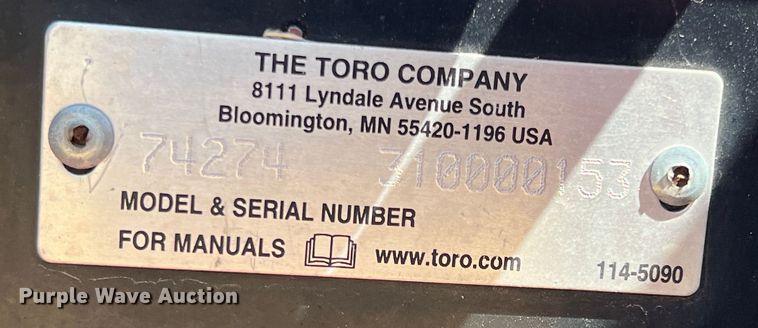 THE TORO COMPANY
8111 Lyndale Avenue South
Bloomington, MN 55420-1196 USA
74274 310000153
MODEL & SERIAL NUMBER
FOR MANUALS www.toro.com
114-5090
Purple Wave Auction